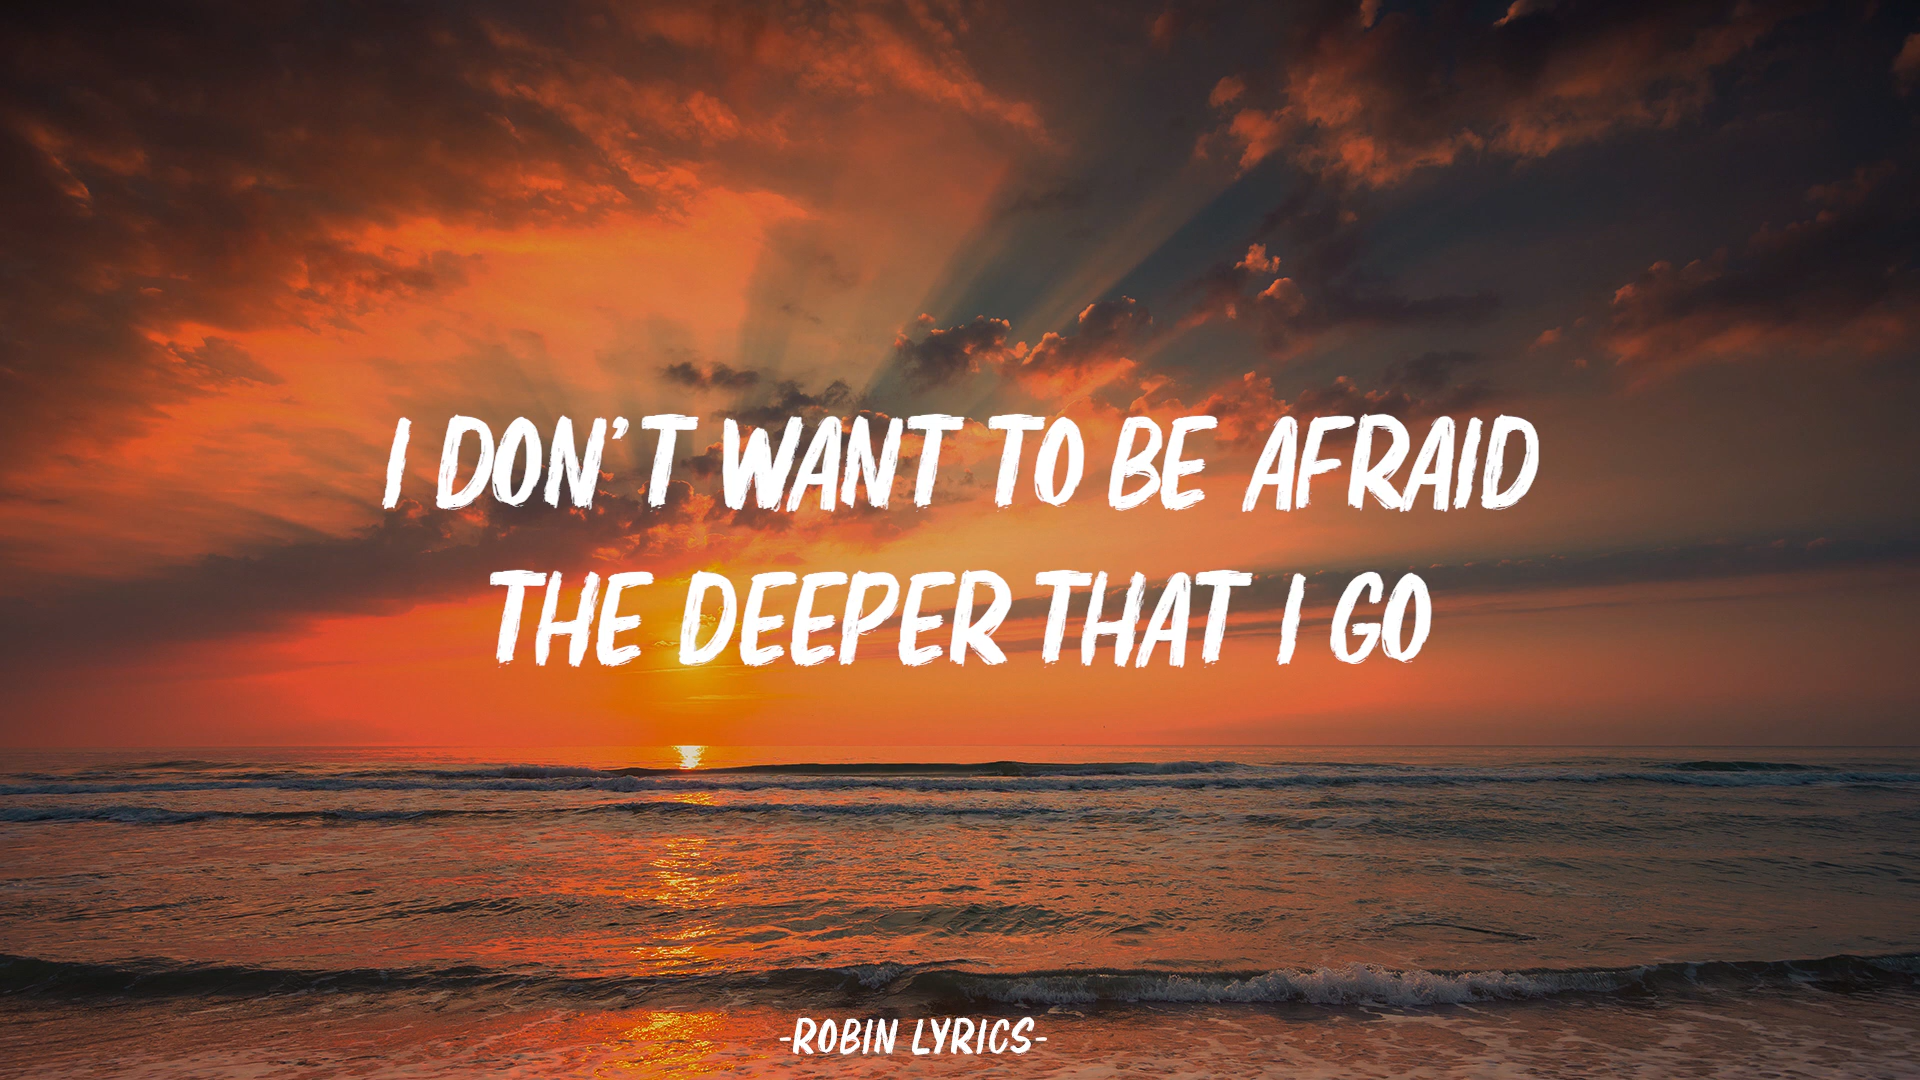 I DON'T WANT TO BE AFRAID
THE DEEPER THAT I GO
-ROBIN LYRICS-